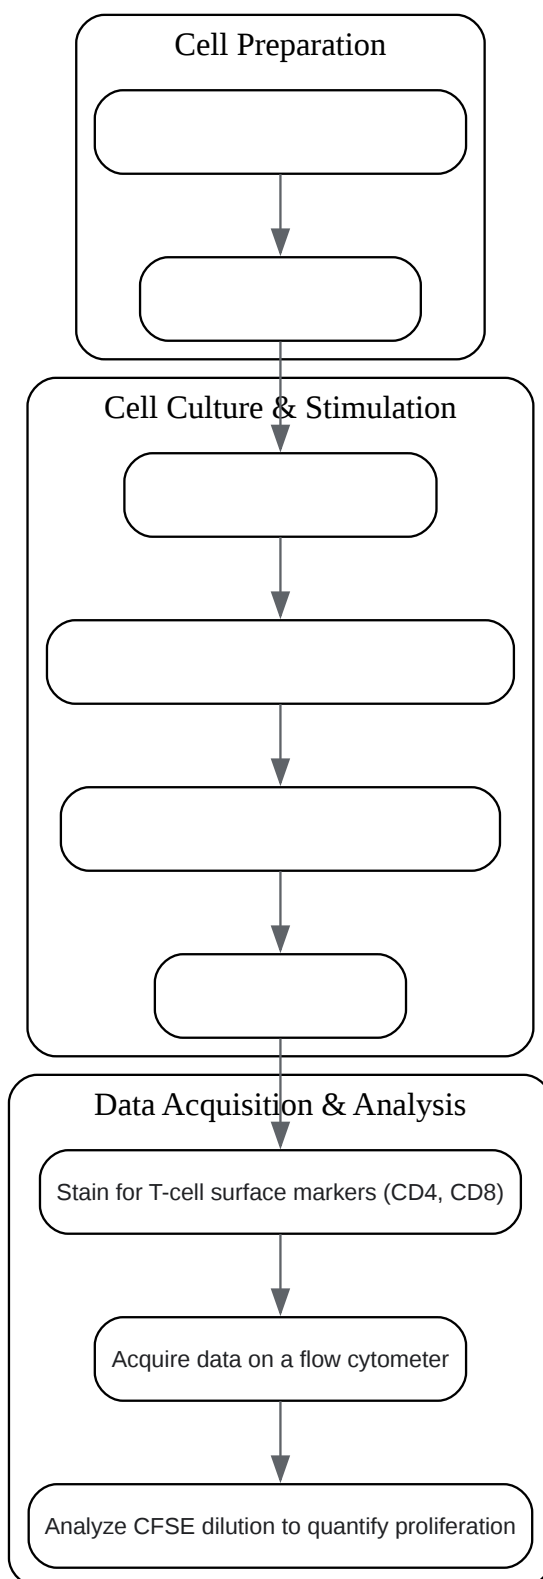 Cell Preparation
Cell Culture & Stimulation
Data Acquisition & Analysis
Stain for T-cell surface markers (CD4, CD8)
Acquire data on a flow cytometer
Analyze CFSE dilution to quantify proliferation